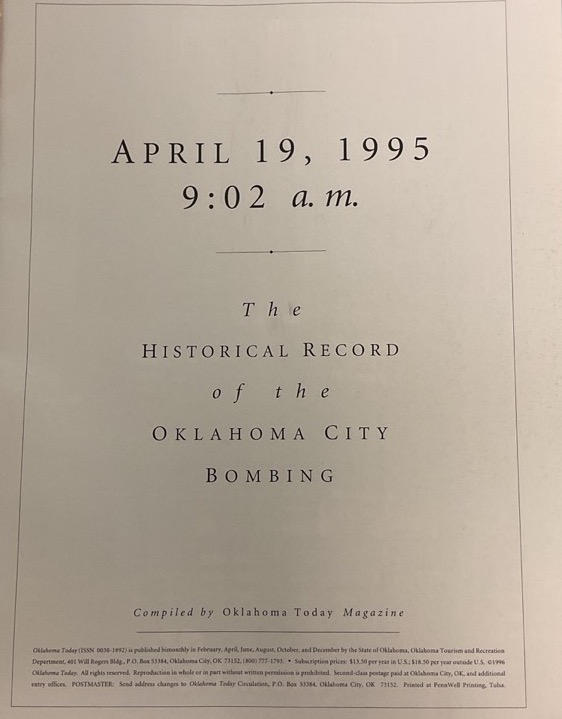 APRIL 19, 1995
9:02 a.m.
The
HISTORICAL RECORD
of the
OKLAHOMA CITY
BOMBING
Compiled by Oklahoma Today Magazine
Oklahoma Today (ISSN 0030-1892) is published bimonthly in February, April, June, August, October, and December by the State of Oklahoma, Oklahoma Tourism and Recreation
Department, 401 Will Rogers Bldg., P.O. Box 53384, Oklahoma City, OK 73152, (800) 777-1793. • Subscription prices: $13.50 per year in U.S.; $18.50 per year outside U.S. ©1996
Oklahoma Today. All rights reserved. Reproduction in whole or in part without written permission is prohibited. Second-class postage paid at Oklahoma City, OK, and additional
entry offices. POSTMASTER: Send address changes to Oklahoma Today Circulation, P.O. Box 53384, Oklahoma City, OK 73152. Printed at PennWell Printing, Tulsa.